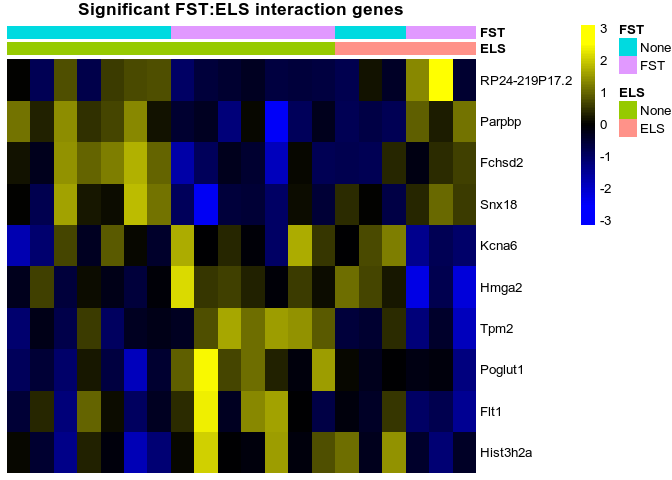 Significant FST:ELS interaction genes
FST
ELS
RP24-219P17.2
Parpbp
Fchsd2
Snx18
Kcna6
Hmga2
Tpm2
Poglut1
Flt1
Hist3h2a
3
2
1
0
-1
-2
-3
FST
None
FST
ELS
None
ELS